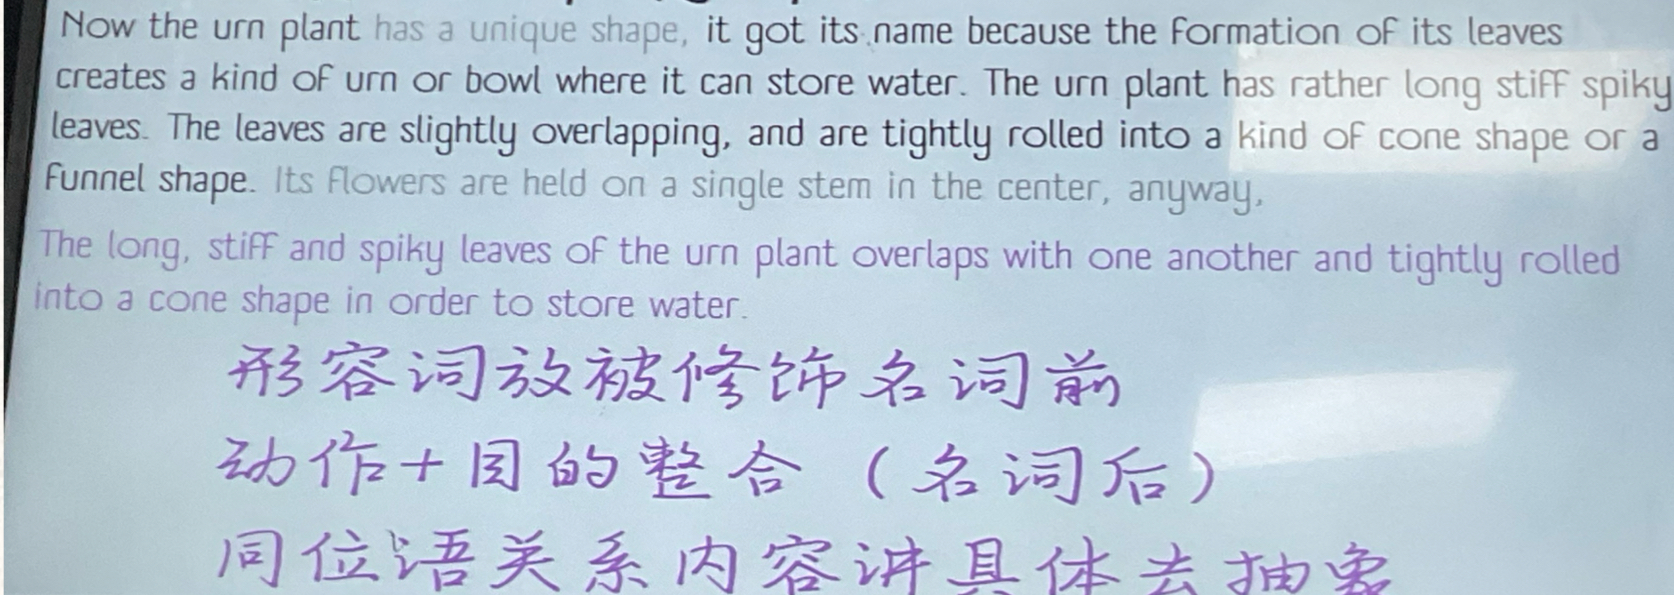 Now the urn plant has a unique shape, it got its name because the formation of its leaves
creates a kind of urn or bowl where it can store water. The urn plant has rather long stiff spiky
leaves. The leaves are slightly overlapping, and are tightly rolled into a kind of cone shape or a
funnel shape. Its flowers are held on a single stem in the center, anyway,
The long, stiff and spiky leaves of the urn plant overlaps with one another and tightly rolled
into a cone shape in order to store water.
形容词放被修饰名词前
动作+目的整合（名词后）
同位语关系内容讲具体去抽象